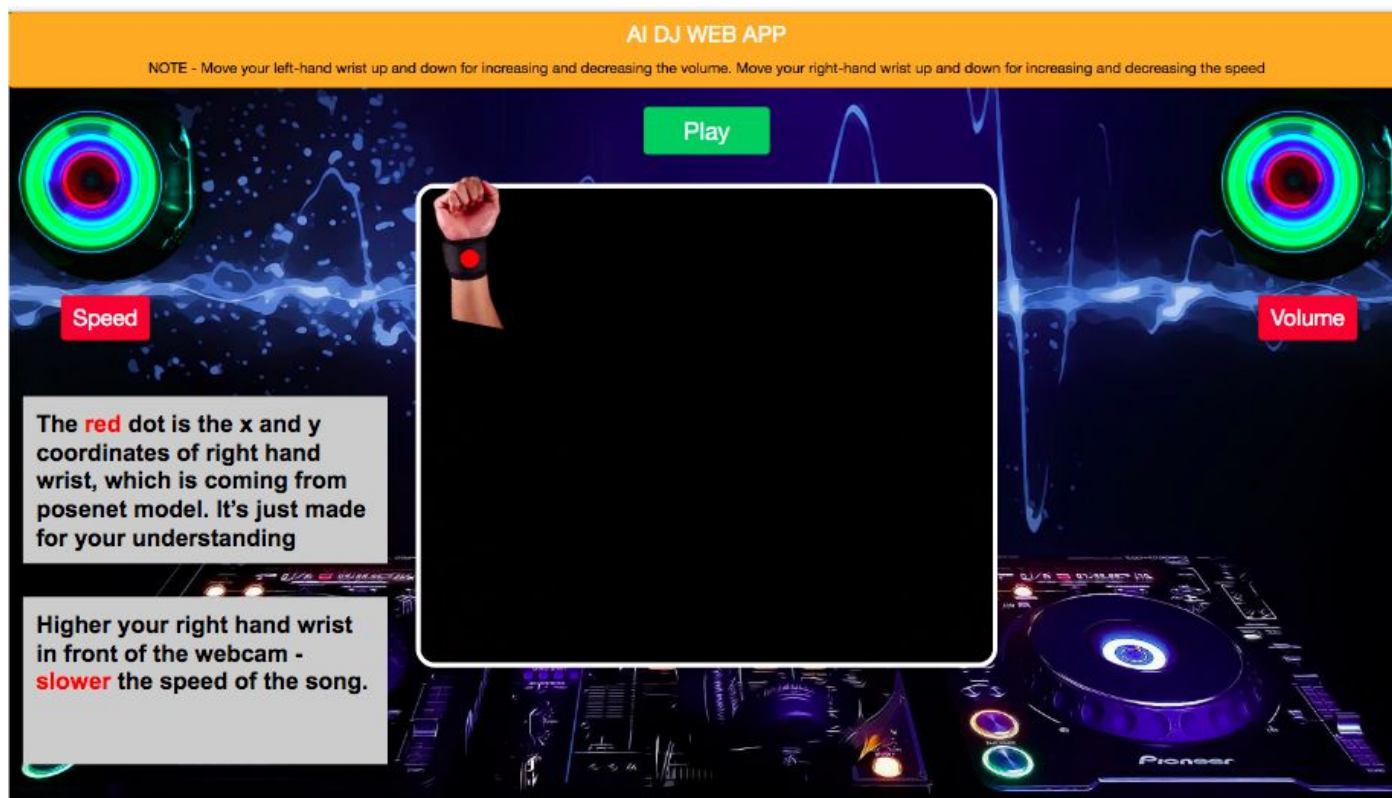 AI DJ WEB APP
NOTE - Move your left-hand wrist up and down for increasing and decreasing the volume. Move your right-hand wrist up and down for increasing and decreasing the speed
Play
Speed
Volume
The red dot is the x and y
coordinates of right hand
wrist, which is coming from
posenet model. It’s just made
for your understanding
Higher your right hand wrist
in front of the webcam -
slower the speed of the song.
Pioneer